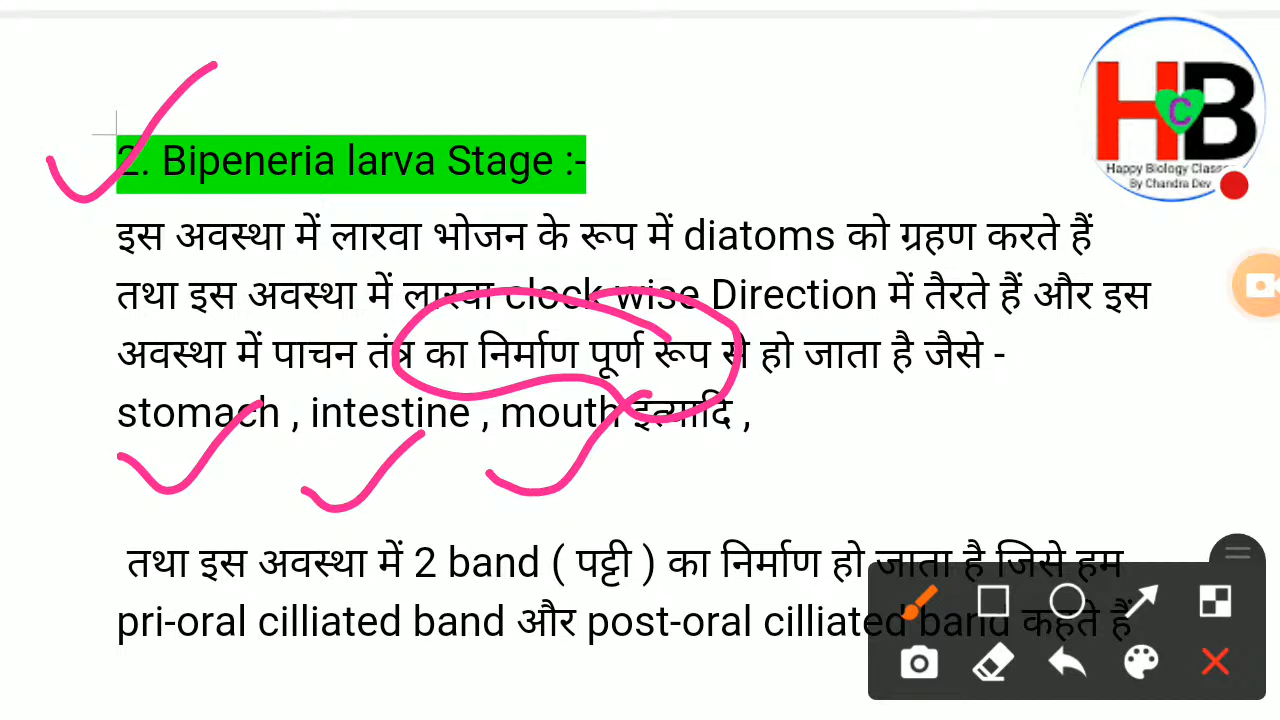 2. Bipeneria larva Stage :-
इस अवस्था में लारवा भोजन के रूप में diatoms को ग्रहण करते हैं
तथा इस अवस्था में लारवा clock wise Direction में तैरते हैं और इस
अवस्था में पाचन तंत्र का निर्माण पूर्ण रूप से हो जाता है जैसे -
stomach , intestine , mouth इत्यादि ,
तथा इस अवस्था में 2 band ( पट्टी ) का निर्माण हो जाता है जिसे हम
pri-oral cilliated band और post-oral cilliated band कहते हैं
HCB
Happy Biology Classe
By Chandra Dev